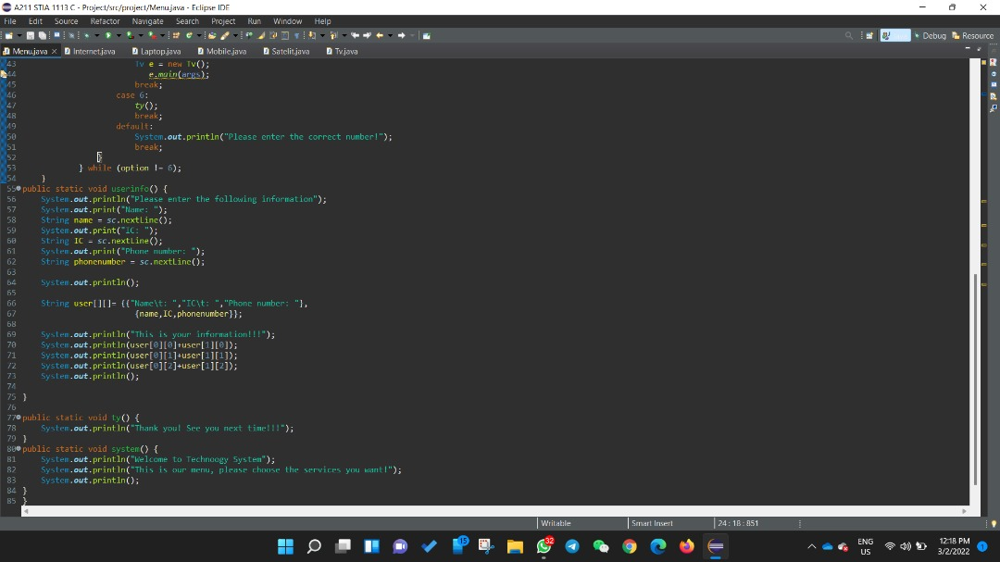 A211 STIA 1113 C - Project/src/project/Menu.java - Eclipse IDE
File Edit Source Refactor Navigate Search Project Run Window Help
Debug Resource
Menu.java Internet.java Laptop.java Mobile.java Satelit.java Tv.java
43 Tv e = new Tv();
44 e.main(args);
45 break;
46 case 6:
47 ty();
48 break;
49 default:
50 System.out.println("Please enter the correct number!");
51 break;
52 }
53 } while (option != 6);
54 }
55 public static void userinfo() {
56 System.out.println("Please enter the following information");
57 System.out.print("Name: ");
58 String name = sc.nextLine();
59 System.out.print("IC: ");
60 String IC = sc.nextLine();
61 System.out.print("Phone number: ");
62 String phonenumber = sc.nextLine();
63
64 System.out.println();
65
66 String user[][]= {{"Name\t: ","IC\t: ","Phone number: "},
67 {name,IC,phonenumber}};
68
69 System.out.println("This is your information!!!");
70 System.out.println(user[0][0]+user[1][0]);
71 System.out.println(user[0][1]+user[1][1]);
72 System.out.println(user[0][2]+user[1][2]);
73 System.out.println();
74
75 }
76
77 public static void ty() {
78 System.out.println("Thank you! See you next time!!!");
79 }
80 public static void system() {
81 System.out.println("Welcome to Technoogy System");
82 System.out.println("This is our menu, please choose the services you want!");
83 System.out.println();
84 }
85 }
Writable Smart Insert 24 : 18 : 851
15 32 ENG US 12:18 PM 3/2/2022 1